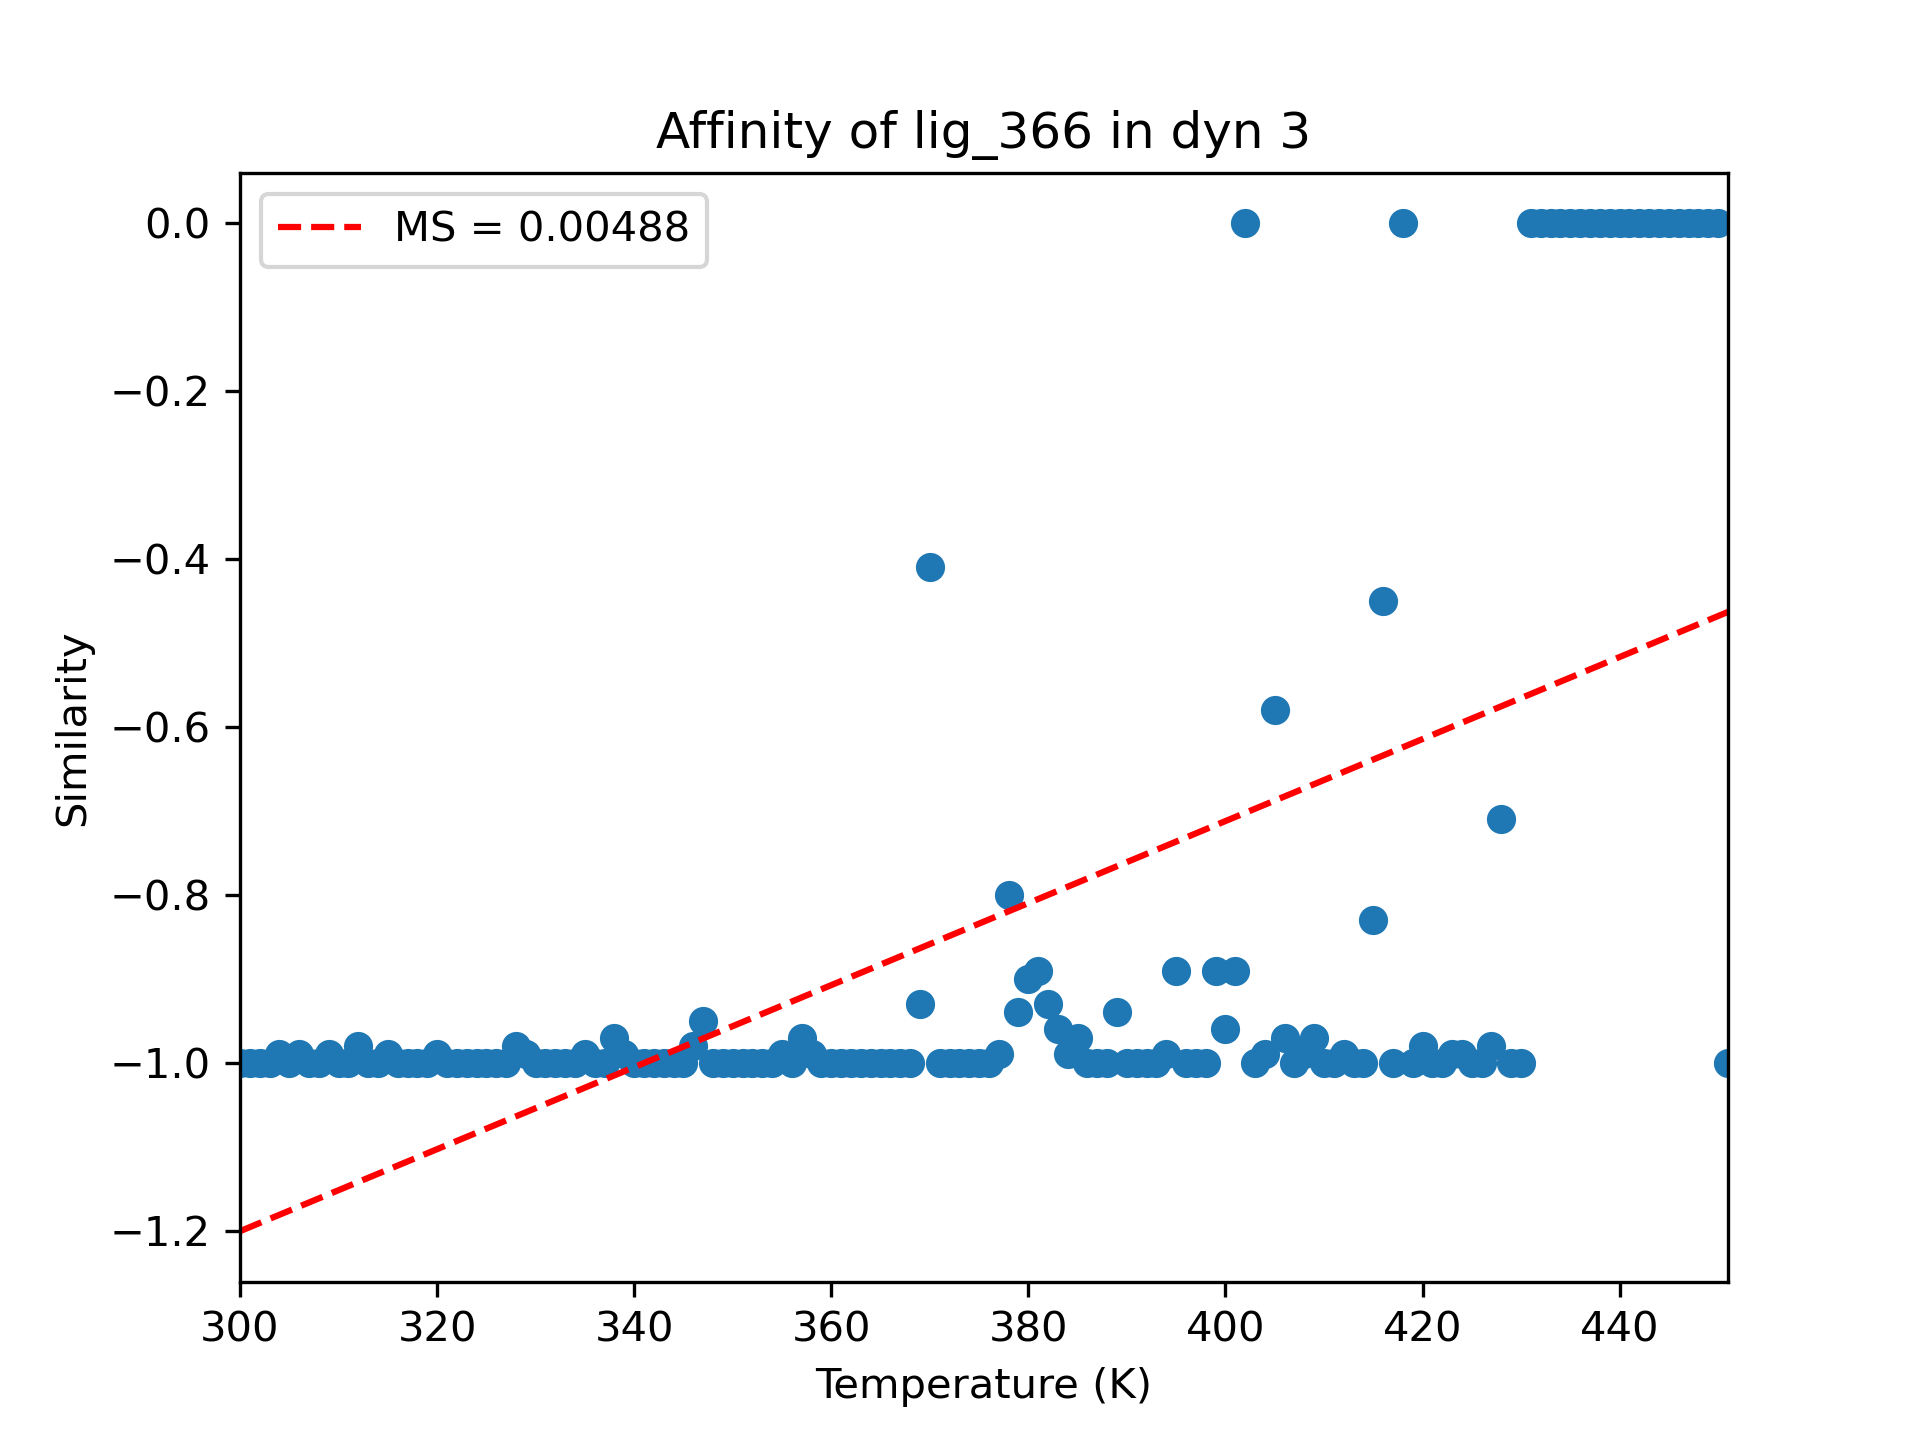 Affinity of lig_366 in dyn 3
MS = 0.00488
0.0
−0.2
−0.4
−0.6
−0.8
−1.0
−1.2
Similarity
300 320 340 360 380 400 420 440
Temperature (K)